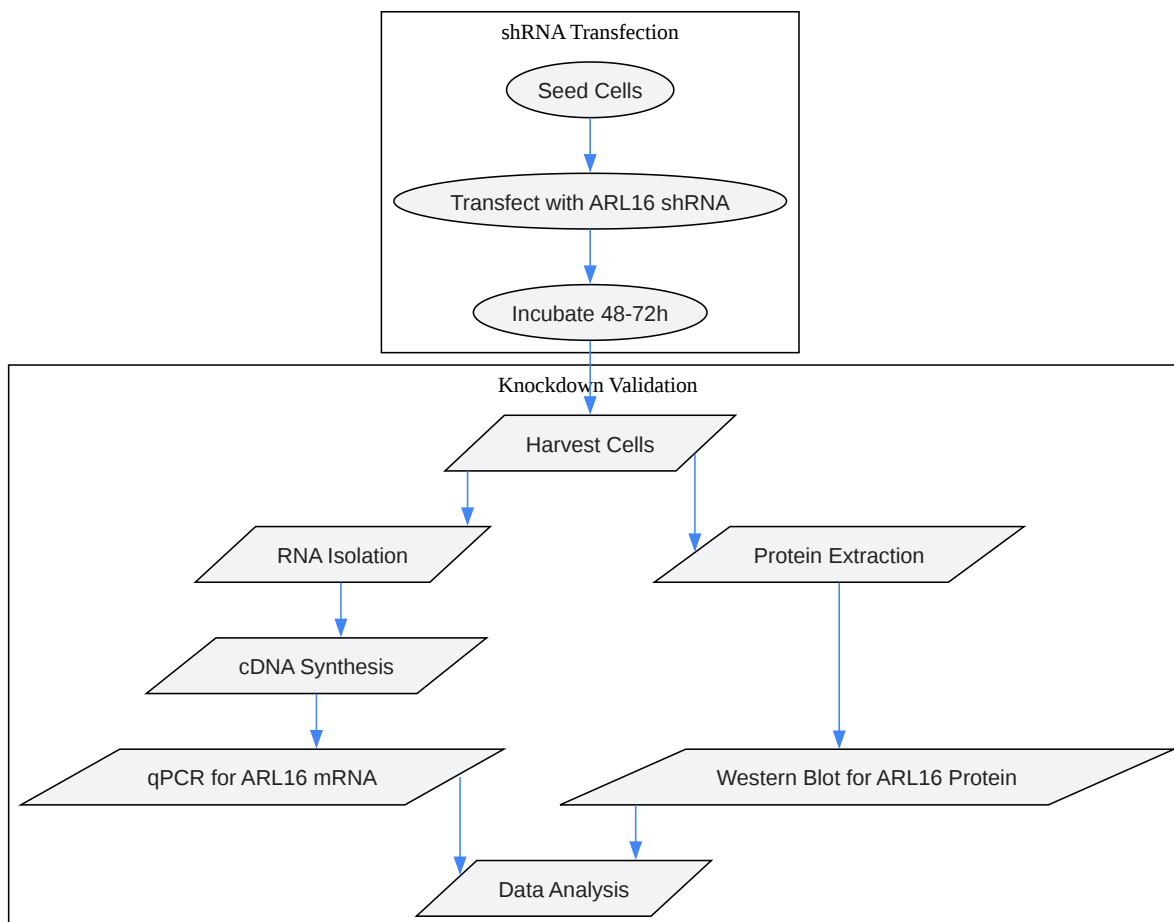 shRNA Transfection
Seed Cells
Transfect with ARL16 shRNA
Incubate 48-72h
Knockdown Validation
Harvest Cells
RNA Isolation
Protein Extraction
cDNA Synthesis
qPCR for ARL16 mRNA
Western Blot for ARL16 Protein
Data Analysis